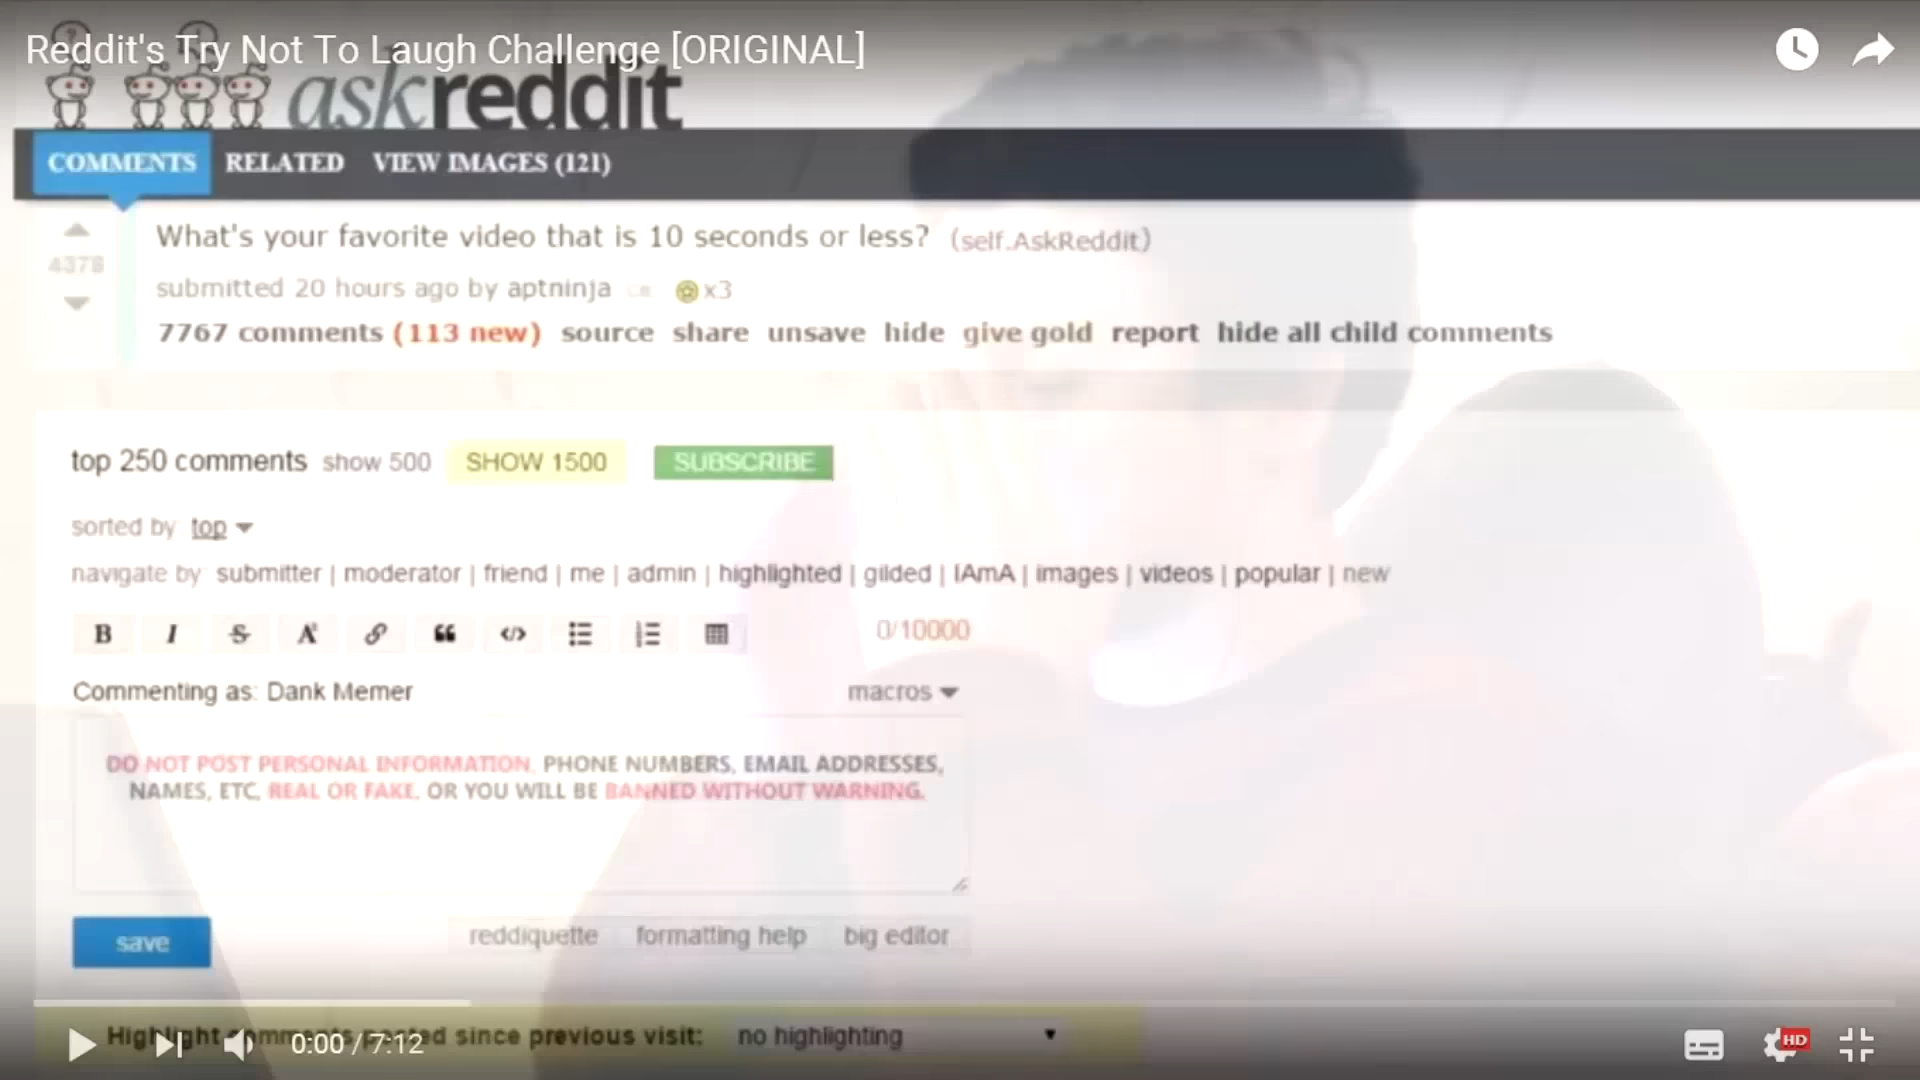 Reddit's Try Not To Laugh Challenge [ORIGINAL]
askreddit
COMMENTS RELATED VIEW IMAGES (121)
What's your favorite video that is 10 seconds or less? (self.AskReddit)
4378
submitted 20 hours ago by aptninja x3
7767 comments (113 new) source share unsave hide give gold report hide all child comments
top 250 comments show 500 SHOW 1500 SUBSCRIBE
sorted by top
navigate by submitter | moderator | friend | me | admin | highlighted | gilded | IAmA | images | videos | popular | new
0/10000
Commenting as: Dank Memer macros
DO NOT POST PERSONAL INFORMATION, PHONE NUMBERS, EMAIL ADDRESSES,
NAMES, ETC, REAL OR FAKE, OR YOU WILL BE BANNED WITHOUT WARNING.
save reddiquette formatting help big editor
Highlight comments posted since previous visit: no highlighting
0:00 / 7:12 HD